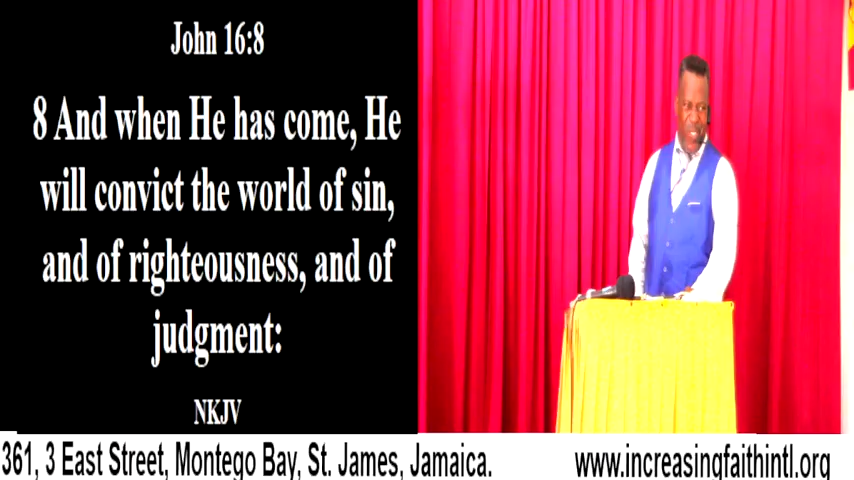 John 16:8
8 And when He has come, He
will convict the world of sin,
and of righteousness, and of
judgment:
NKJV
361, 3 East Street, Montego Bay, St. James, Jamaica.
www.increasingfaithintl.org